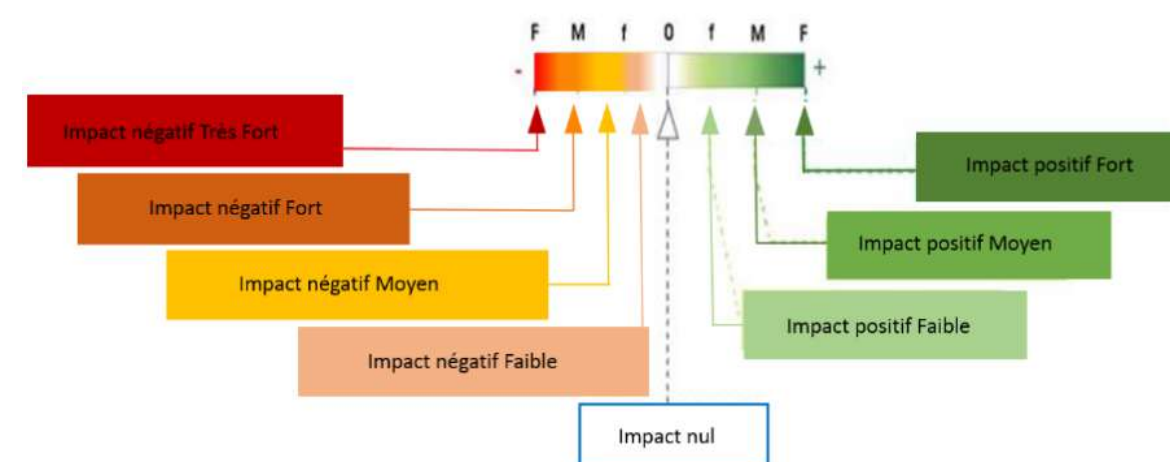 F M f 0 f M F
- +
Impact négatif Très Fort
Impact positif Fort
Impact négatif Fort
Impact positif Moyen
Impact négatif Moyen
Impact positif Faible
Impact négatif Faible
Impact nul